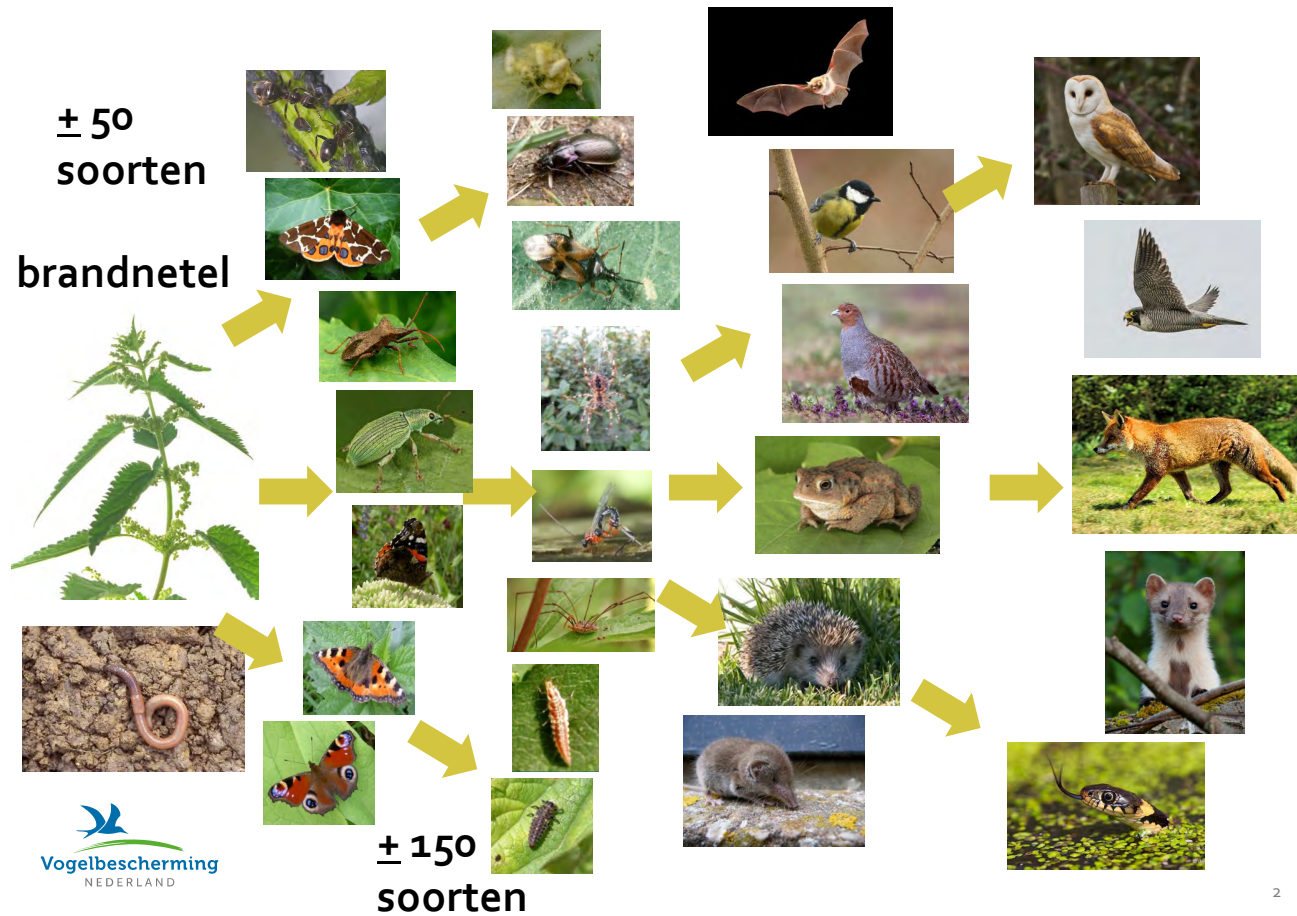 ± 50
soorten
brandnetel
± 150
soorten
Vogelbescherming
NEDERLAND
2